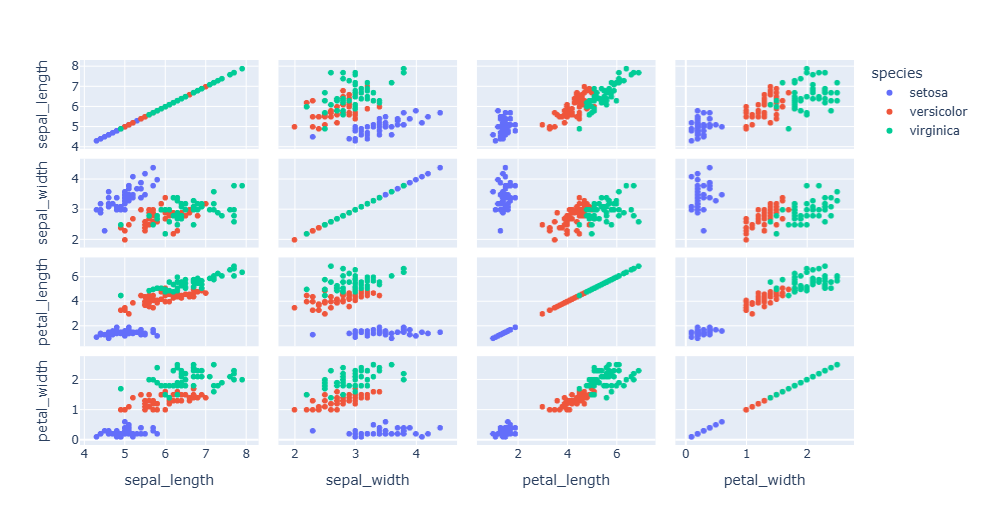 species
setosa
versicolor
virginica
sepal_length
8
7
6
5
4
sepal_width
4
3
2
petal_length
6
4
2
petal_width
2
1
0
4 5 6 7 8
2 3 4
2 4 6
0 1 2
sepal_length sepal_width petal_length petal_width